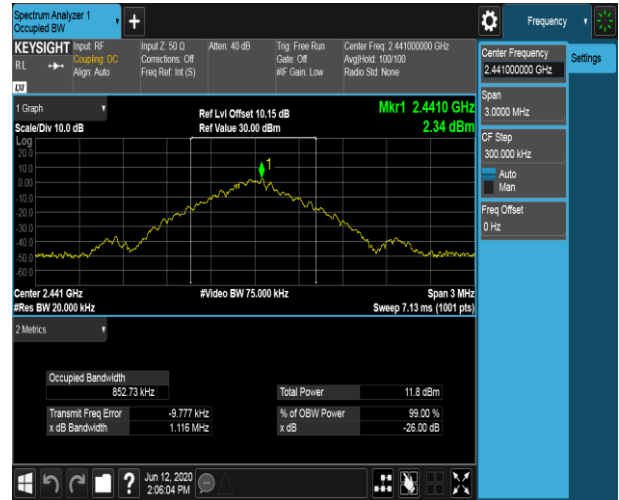 Spectrum Analyzer 1
Occupied BW
Frequency
KEYSIGHT
RL
LXI
Input: RF
Coupling: DC
Align: Auto
Input Z: 50 Ω
Corrections: Off
Freq Ref: Int (S)
Atten: 40 dB
Trig: Free Run
Gate: Off
#IF Gain: Low
Center Freq: 2.441000000 GHz
Avg|Hold: 100/100
Radio Std: None
Center Frequency
2.441000000 GHz
Settings
Span
3.0000 MHz
CF Step
300.000 kHz
Auto
Man
Freq Offset
0 Hz
1 Graph
Scale/Div 10.0 dB
Ref Lvl Offset 10.15 dB
Ref Value 30.00 dBm
Mkr1 2.4410 GHz
2.34 dBm
Log
20.0
10.0
0.00
-10.0
-20.0
-30.0
-40.0
-50.0
-60.0
1
Center 2.441 GHz
#Res BW 20.000 kHz
#Video BW 75.000 kHz
Span 3 MHz
Sweep 7.13 ms (1001 pts)
2 Metrics
Occupied Bandwidth
852.73 kHz
Total Power 11.8 dBm
Transmit Freq Error -9.777 kHz
% of OBW Power 99.00 %
x dB Bandwidth 1.116 MHz
x dB -26.00 dB
?
Jun 12, 2020
2:06:04 PM